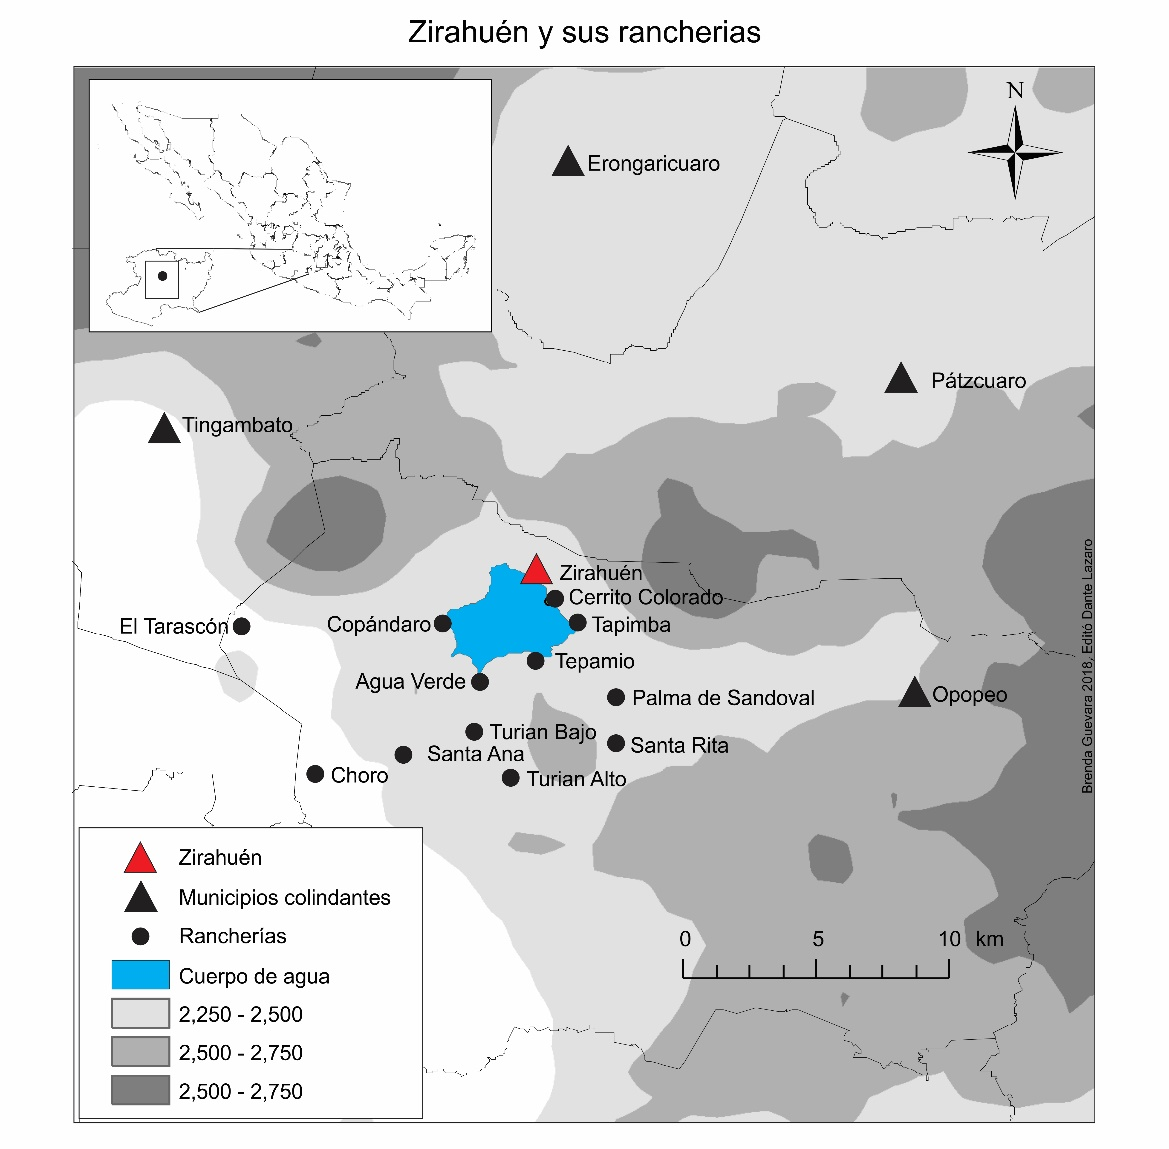 Zirahuén y sus rancherias
N
Erongaricuaro
Pátzcuaro
Tingambato
Zirahuén
Cerrito Colorado
El Tarascón
Copándaro
Tapimba
Tepamio
Agua Verde
Palma de Sandoval
Opopeo
Turian Bajo
Santa Rita
Santa Ana
Choro
Turian Alto
Brenda Guevara 2018, Editó Dante Lazaro
Zirahuén
Municipios colindantes
Rancherías
Cuerpo de agua
2,250 - 2,500
2,500 - 2,750
2,500 - 2,750
0 5 10 km